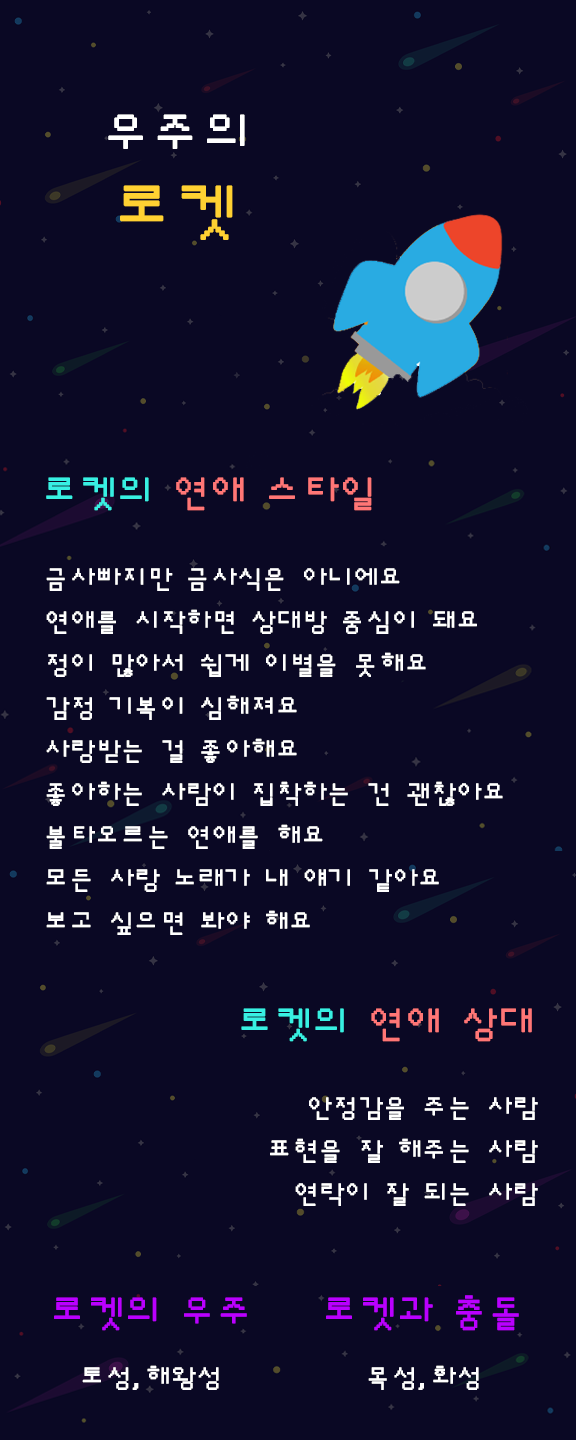 우주의
로켓
로켓의 연애 스타일
금사빠지만 금사식은 아니에요
연애를 시작하면 상대방 중심이 돼요
정이 많아서 쉽게 이별을 못해요
감정 기복이 심해져요
사랑받는 걸 좋아해요
좋아하는 사람이 집착하는 건 괜찮아요
불타오르는 연애를 해요
모든 사랑 노래가 내 얘기 같아요
보고 싶으면 봐야 해요
로켓의 연애 상대
안정감을 주는 사람
표현을 잘 해주는 사람
연락이 잘 되는 사람
로켓의 우주
토성, 해왕성
로켓과 충돌
목성, 화성